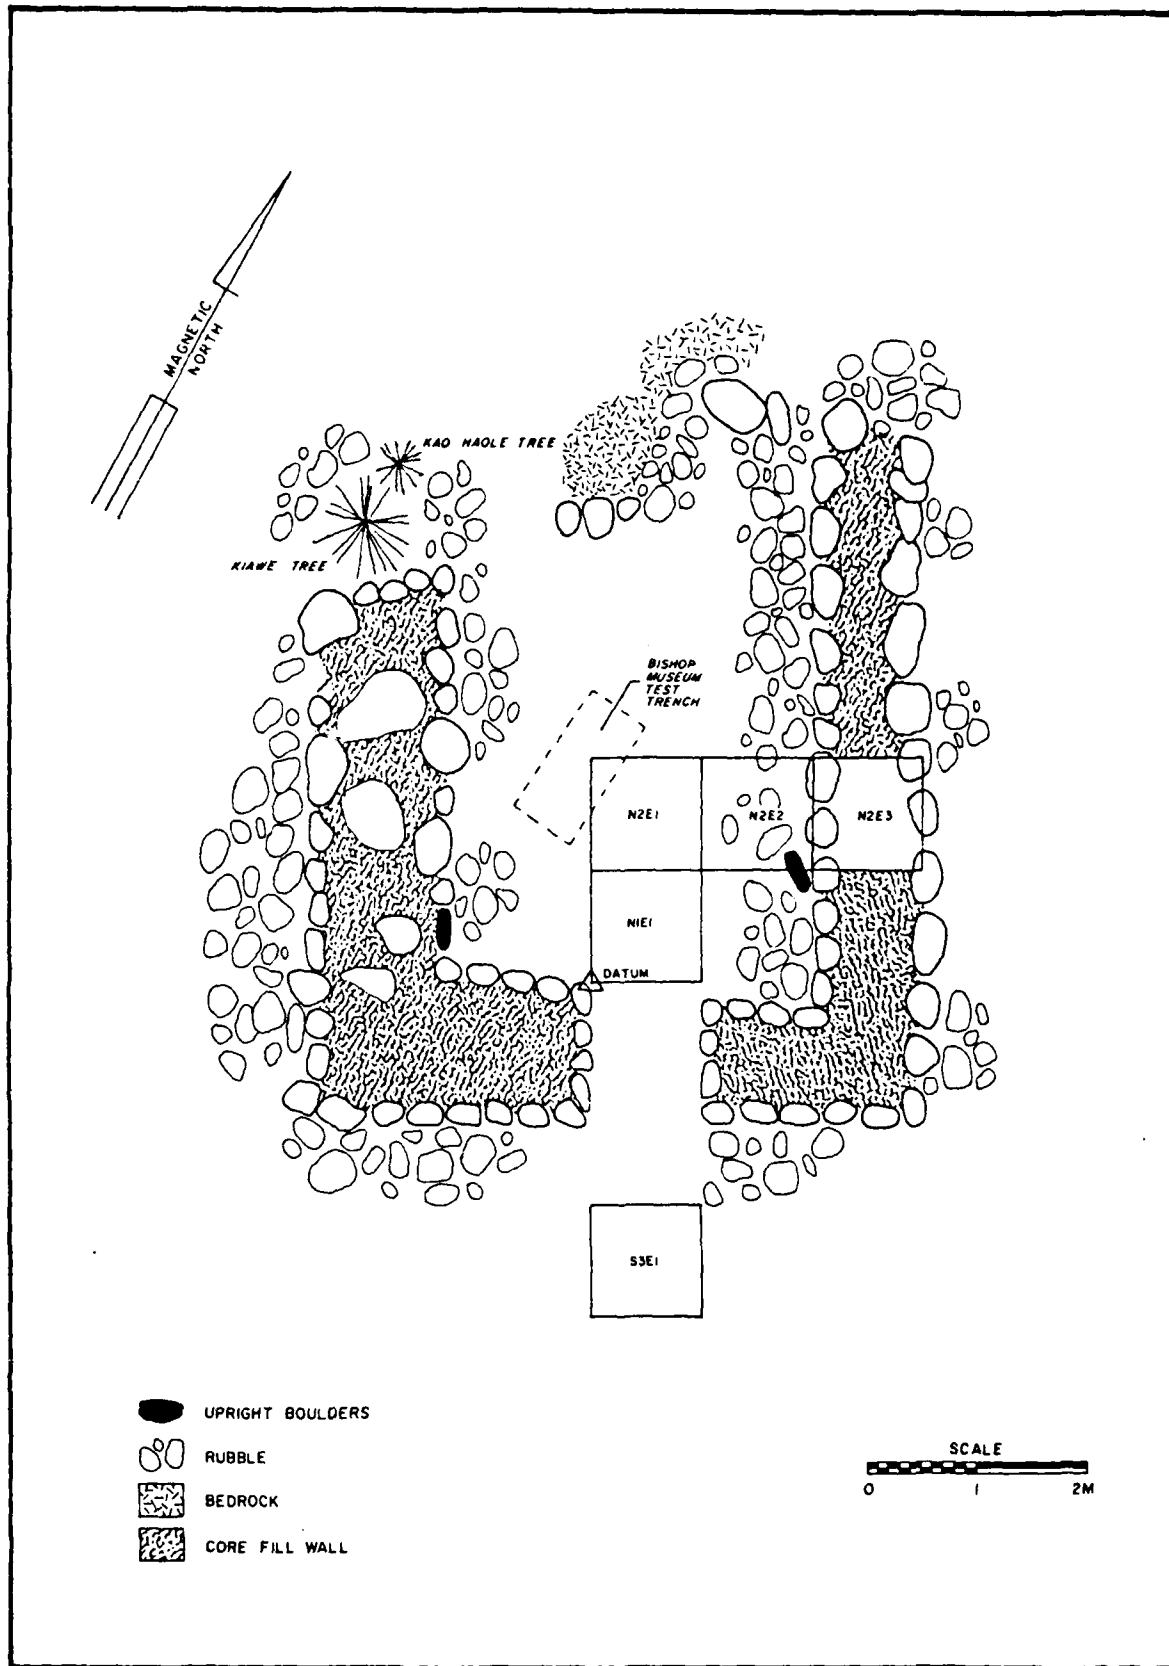 MAGNETIC
NORTH
KAO HAOLE TREE
KIAWE TREE
BISHOP
MUSEUM
TEST
TRENCH
N2E1
N2E2
N2E3
N1E1
DATUM
S3E1
UPRIGHT BOULDERS
RUBBLE
BEDROCK
CORE FILL WALL
SCALE
0 1 2M